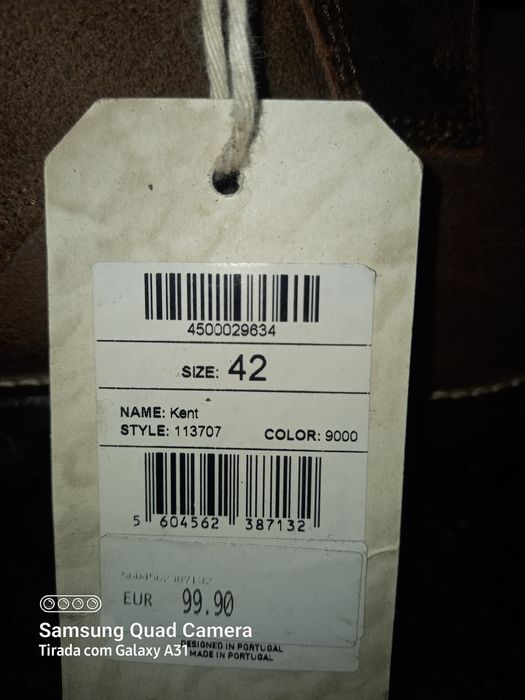 4500029634
SIZE: 42
NAME: Kent
STYLE: 113707 COLOR: 9000
5 604562 387132
EUR 99.90
DESIGNED IN PORTUGAL
MADE IN PORTUGAL
Samsung Quad Camera
Tirada com Galaxy A31